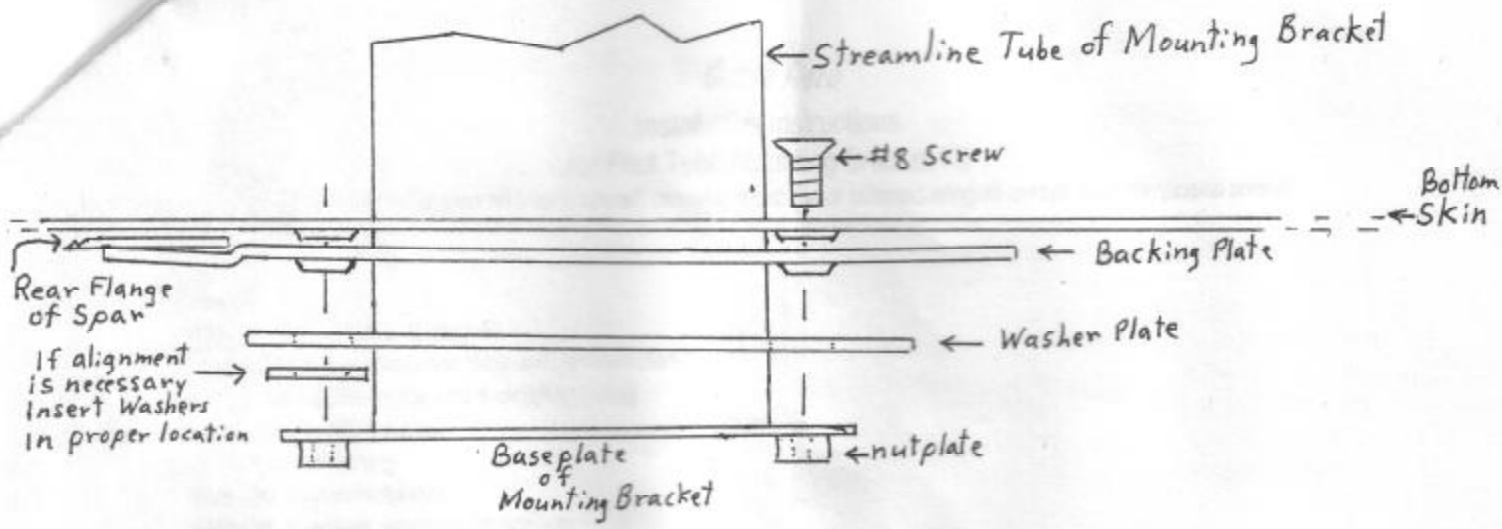 Streamline Tube of Mounting Bracket
#8 Screw
Bottom
Skin
Backing Plate
Rear Flange
of Spar
Washer Plate
If alignment
is necessary
Insert Washers
in proper location
nutplate
Baseplate
of
Mounting Bracket